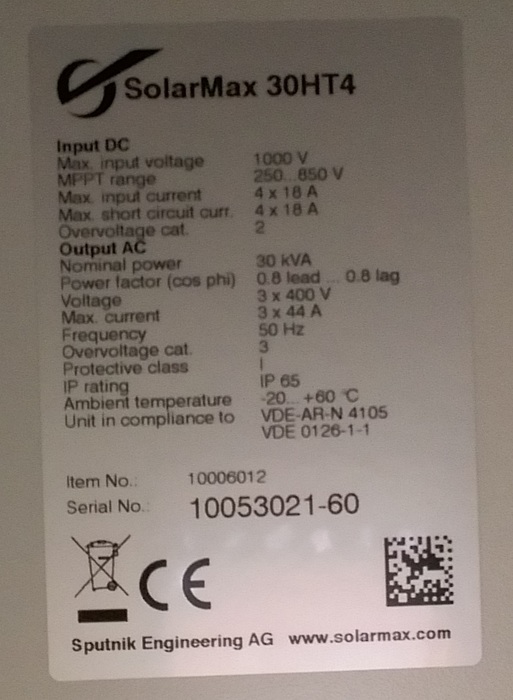 SolarMax 30HT4
Input DC
Max. input voltage 1000 V
MPPT range 250...850 V
Max. input current 4 x 18 A
Max. short circuit curr. 4 x 18 A
Overvoltage cat. 2
Output AC
Nominal power 30 kVA
Power factor (cos phi) 0.8 lead ... 0.8 lag
Voltage 3 x 400 V
Max. current 3 x 44 A
Frequency 50 Hz
Overvoltage cat. 3
Protective class I
IP rating IP 65
Ambient temperature -20...+60 °C
Unit in compliance to VDE-AR-N 4105
VDE 0126-1-1
Item No.: 10006012
Serial No.: 10053021-60
CE
Sputnik Engineering AG www.solarmax.com